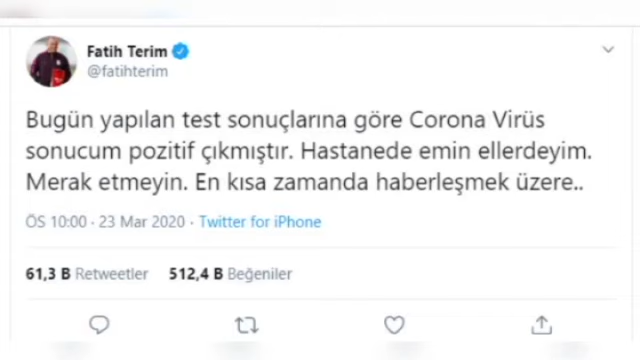 Fatih Terim
@fatihterim
Bugün yapılan test sonuçlarına göre Corona Virüs
sonucum pozitif çıkmıştır. Hastanede emin ellerdeyim.
Merak etmeyin. En kısa zamanda haberleşmek üzere..
ÖS 10:00 · 23 Mar 2020 · Twitter for iPhone
61,3 B Retweetler 512,4 B Beğeniler